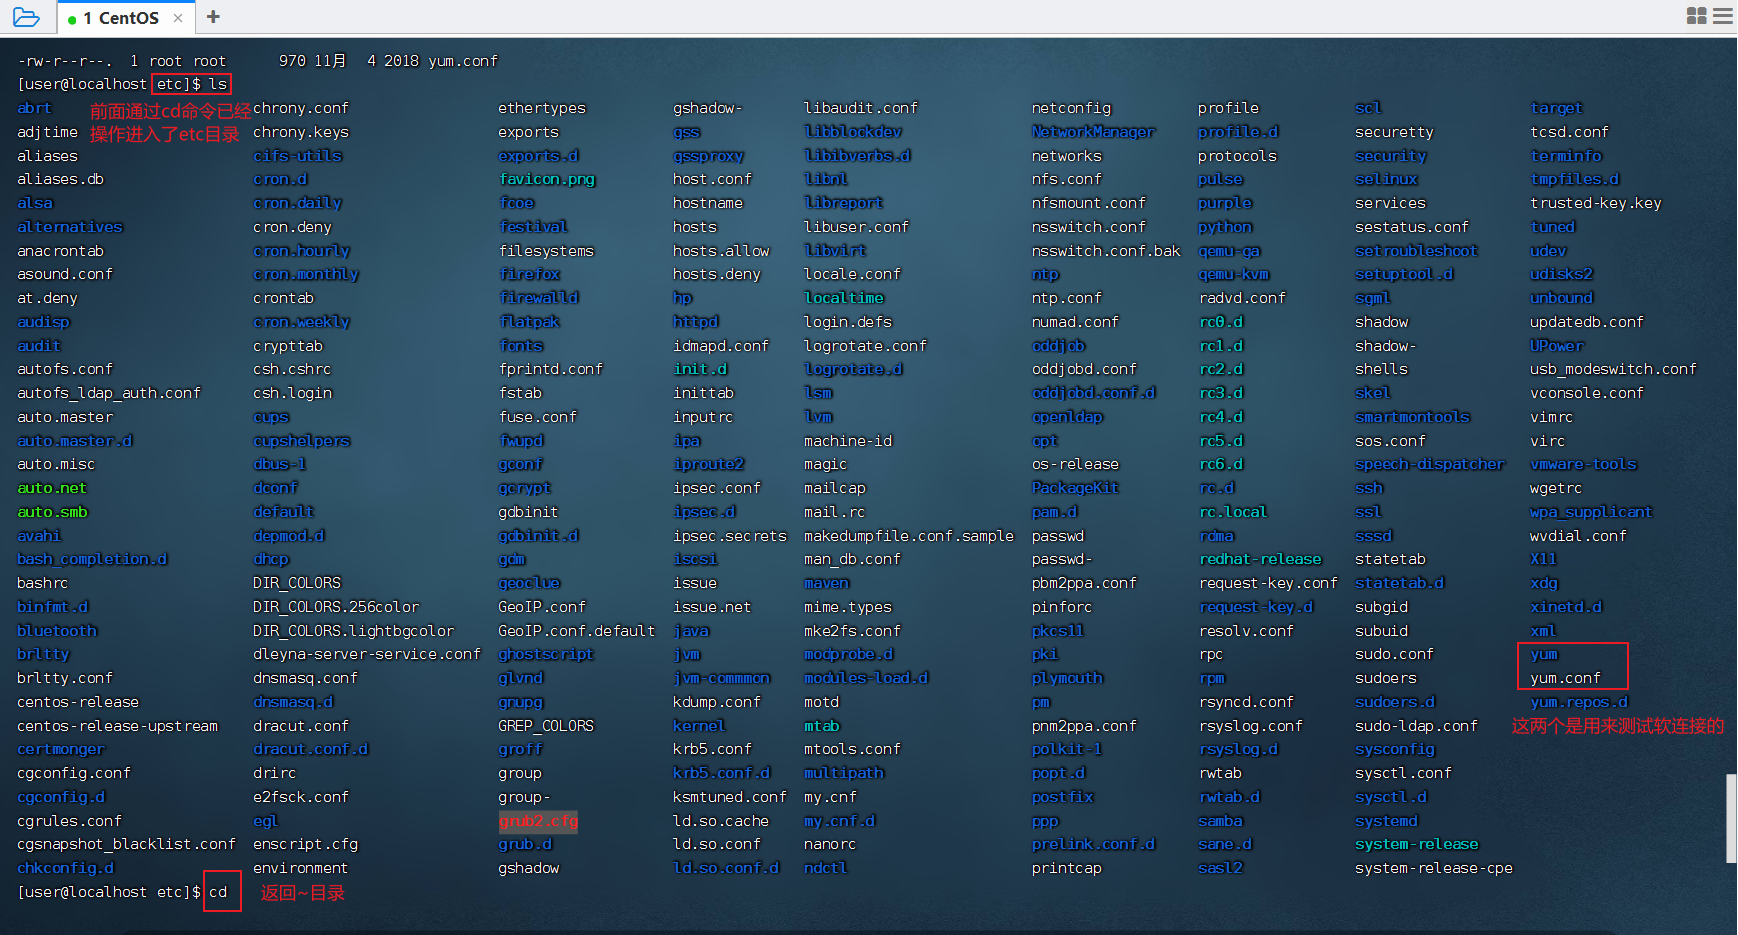 1 CentOS × +
-rw-r--r--. 1 root root 970 11月 4 2018 yum.conf
[user@localhost etc]$ ls
abrt chrony.conf ethertypes gshadow- libaudit.conf netconfig profile scl target
前面通过cd命令已经
adjtime chrony.keys exports gss libblockdev NetworkManager profile.d securetty tcsd.conf
操作进入了etc目录
aliases cifs-utils exports.d gssproxy libibverbs.d networks protocols security terminfo
aliases.db cron.d favicon.png host.conf libnl nfs.conf pulse selinux tmpfiles.d
alsa cron.daily fcoe hostname libreport nfsmount.conf purple services trusted-key.key
alternatives cron.deny festival hosts libuser.conf nsswitch.conf python sestatus.conf tuned
anacrontab cron.hourly filesystems hosts.allow libvirt nsswitch.conf.bak qemu-ga setroubleshoot udev
asound.conf cron.monthly firefox hosts.deny locale.conf ntp qemu-kvm setuptool.d udisks2
at.deny crontab firewalld hp localtime ntp.conf radvd.conf sgml unbound
audisp cron.weekly flatpak httpd login.defs numad.conf rc0.d shadow updatedb.conf
audit crypttab fonts idmapd.conf logrotate.conf oddjob rc1.d shadow- UPower
autofs.conf csh.cshrc fprintd.conf init.d logrotate.d oddjobd.conf rc2.d shells usb_modeswitch.conf
autofs_ldap_auth.conf csh.login fstab inittab lsm oddjobd.conf.d rc3.d skel vconsole.conf
auto.master cups fuse.conf inputrc lvm openldap rc4.d smartmontools vimrc
auto.master.d cupshelpers fwupd ipa machine-id opt rc5.d sos.conf virc
auto.misc dbus-1 gconf iproute2 magic os-release rc6.d speech-dispatcher vmware-tools
auto.net dconf gcrypt ipsec.conf mailcap PackageKit rc.d ssh wgetrc
auto.smb default gdbinit ipsec.d mail.rc pam.d rc.local ssl wpa_supplicant
avahi depmod.d gdbinit.d ipsec.secrets makedumpfile.conf.sample passwd rdma sssd wvdial.conf
bash_completion.d dhcp gdm iscsi man_db.conf passwd- redhat-release statetab X11
bashrc DIR_COLORS geoclue issue maven pbm2ppa.conf request-key.conf statetab.d xdg
binfmt.d DIR_COLORS.256color GeoIP.conf issue.net mime.types pinforc request-key.d subgid xinetd.d
bluetooth DIR_COLORS.lightbgcolor GeoIP.conf.default java mke2fs.conf pkcs11 resolv.conf subuid xml
brltty dleyna-server-service.conf ghostscript jvm modprobe.d pki rpc sudo.conf yum
brltty.conf dnsmasq.conf glvnd jvm-commmon modules-load.d plymouth rpm sudoers yum.conf
centos-release dnsmasq.d gnupg kdump.conf motd pm rsyncd.conf sudoers.d yum.repos.d
centos-release-upstream dracut.conf GREP_COLORS kernel mtab pnm2ppa.conf rsyslog.conf sudo-ldap.conf 这两个是用来测试软连接的
certmonger dracut.conf.d groff krb5.conf mtools.conf polkit-1 rsyslog.d sysconfig
cgconfig.conf drirc group krb5.conf.d multipath popt.d rwtab sysctl.conf
cgconfig.d e2fsck.conf group- ksmtuned.conf my.cnf postfix rwtab.d sysctl.d
cgrules.conf egl grub2.cfg ld.so.cache my.cnf.d ppp samba systemd
cgsnapshot_blacklist.conf enscript.cfg grub.d ld.so.conf nanorc prelink.conf.d sane.d system-release
chkconfig.d environment gshadow ld.so.conf.d ndctl printcap sasl2 system-release-cpe
[user@localhost etc]$ cd 返回~目录